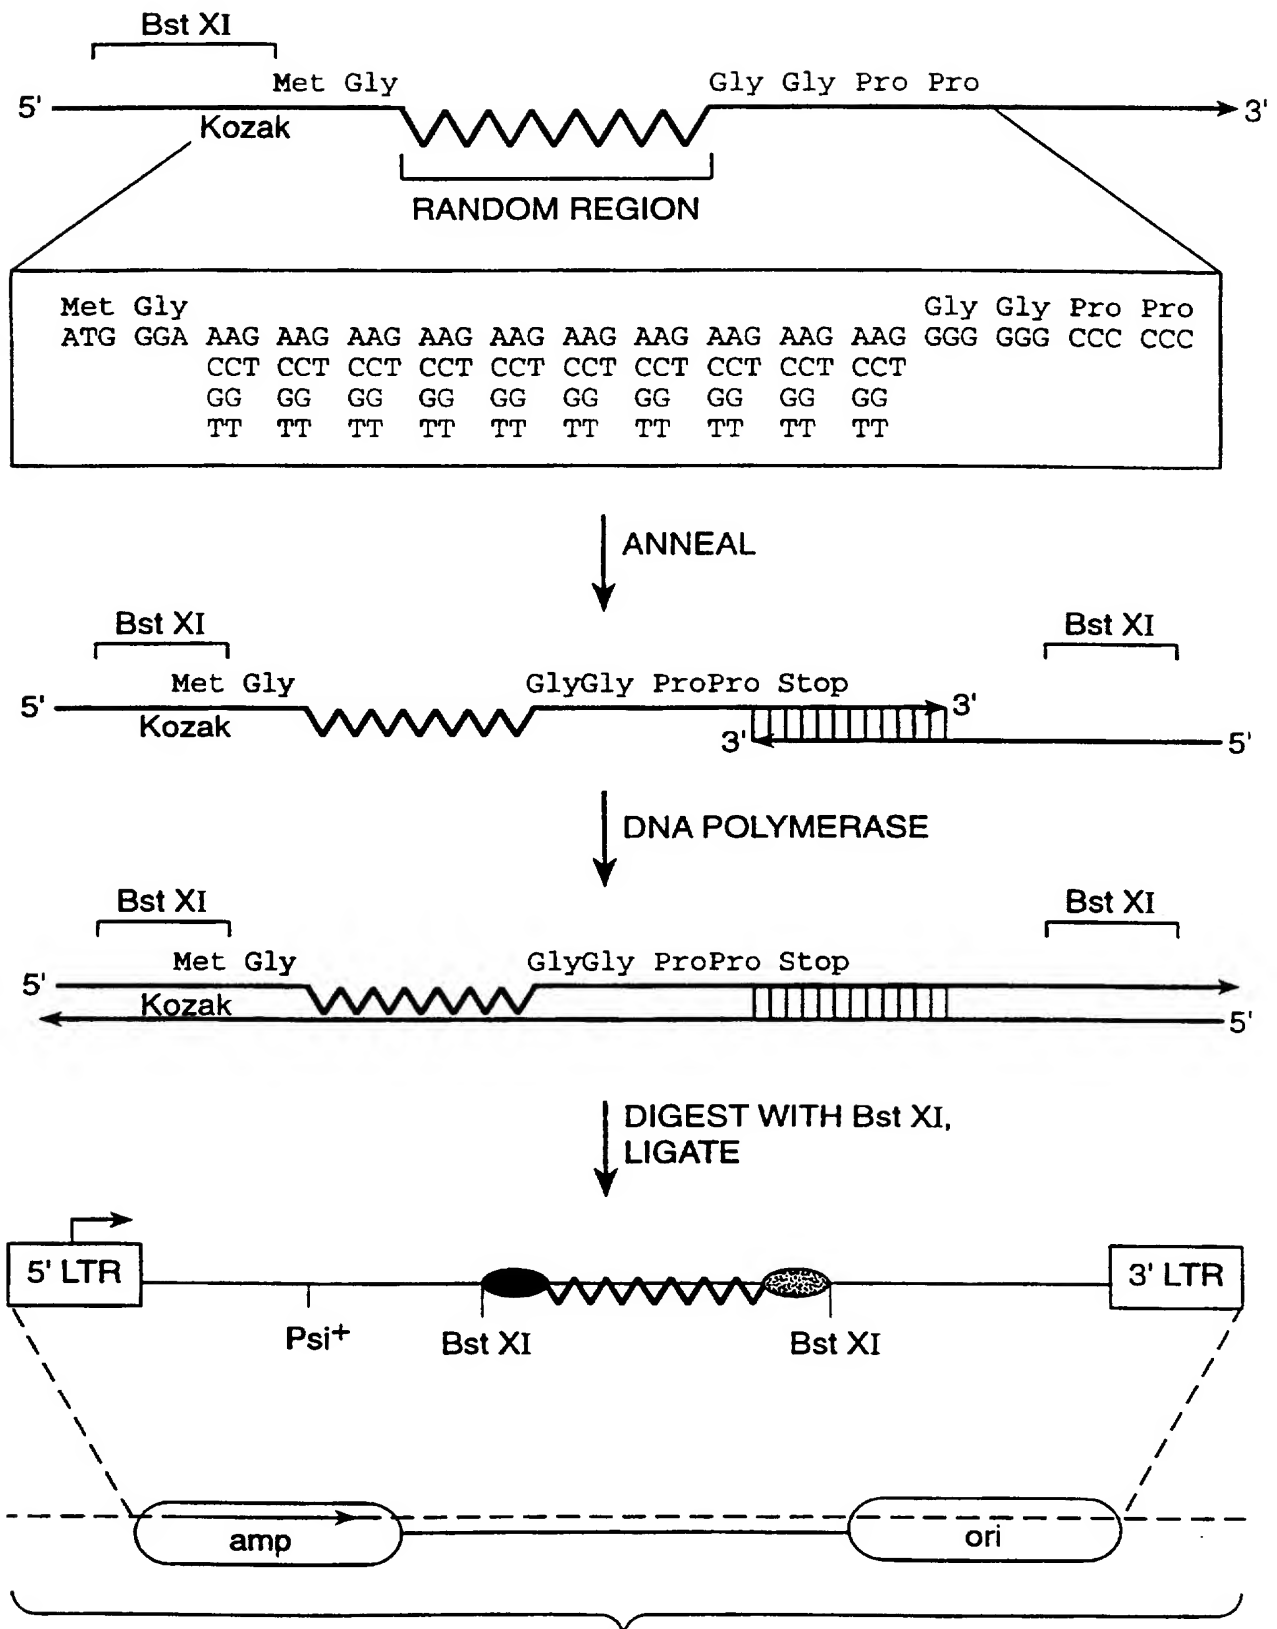 Bst XI
Met Gly
Gly Gly Pro Pro
5'
3'
Kozak
RANDOM REGION
Met Gly
Gly Gly Pro Pro
ATG GGA AAG AAG AAG AAG AAG AAG AAG AAG AAG AAG GGG GGG CCC CCC
CCT CCT CCT CCT CCT CCT CCT CCT CCT CCT
GG GG GG GG GG GG GG GG GG GG
TT TT TT TT TT TT TT TT TT TT
ANNEAL
Bst XI
Bst XI
Met Gly
GlyGly ProPro Stop
5'
3'
Kozak
3'
5'
DNA POLYMERASE
Bst XI
Bst XI
Met Gly
GlyGly ProPro Stop
5'
Kozak
5'
DIGEST WITH Bst XI,
LIGATE
5' LTR
3' LTR
Psi+
Bst XI
Bst XI
amp
ori